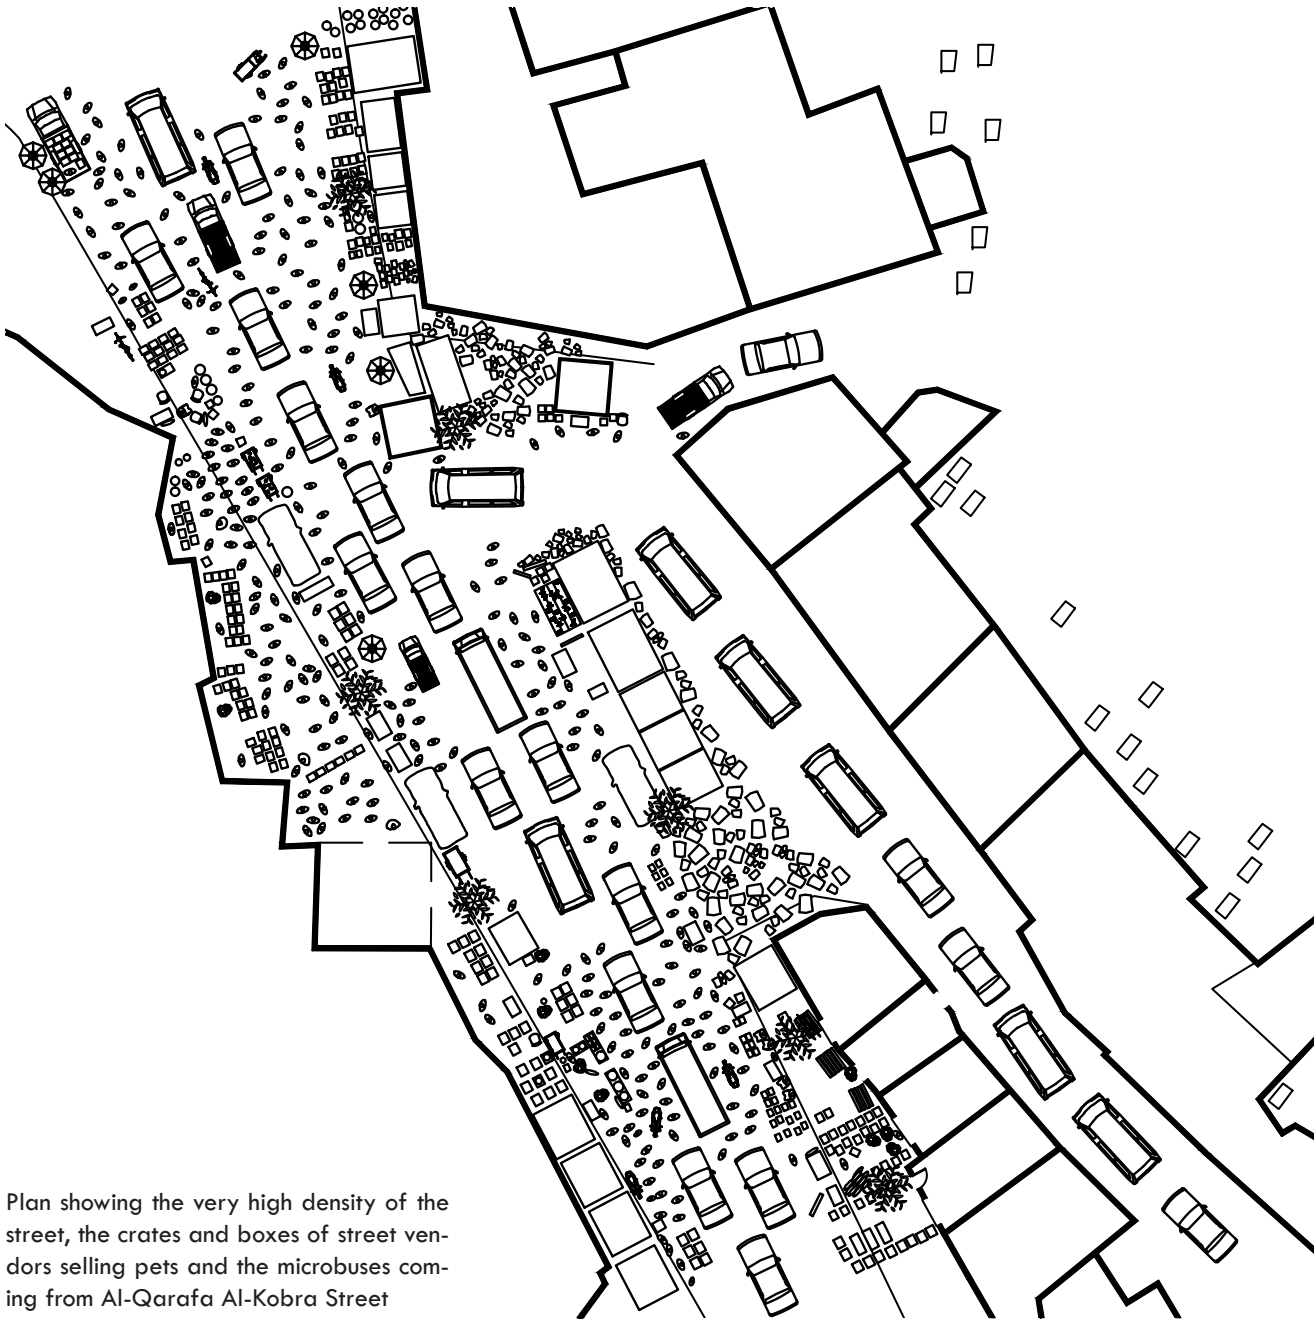 Plan showing the very high density of the
street, the crates and boxes of street ven-
dors selling pets and the microbuses com-
ing from Al-Qarafa Al-Kobra Street